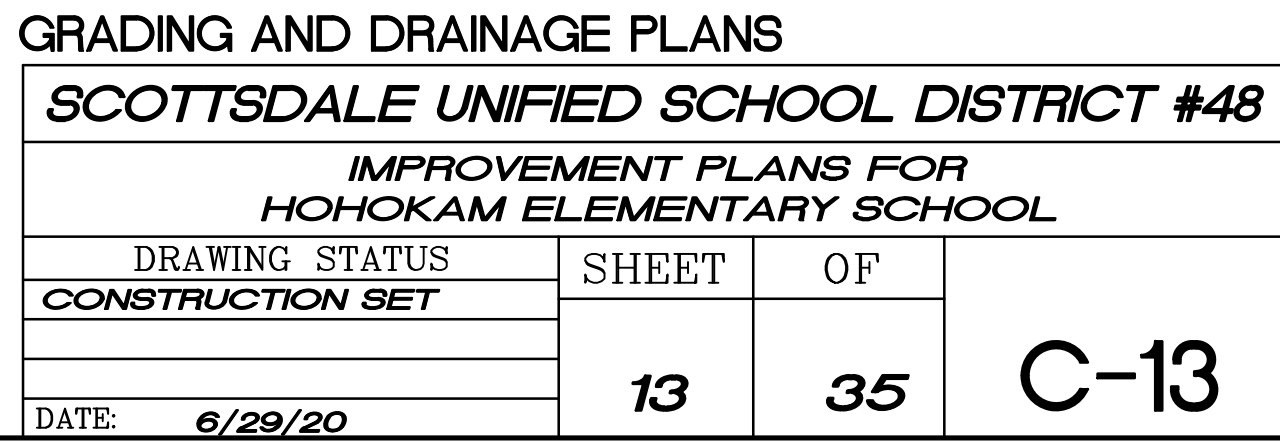 GRADING AND DRAINAGE PLANS
SCOTTSDALE UNIFIED SCHOOL DISTRICT #48
IMPROVEMENT PLANS FOR
HOHOKAM ELEMENTARY SCHOOL
DRAWING STATUS
CONSTRUCTION SET
DATE: 6/29/20
SHEET OF
13 35
C-13